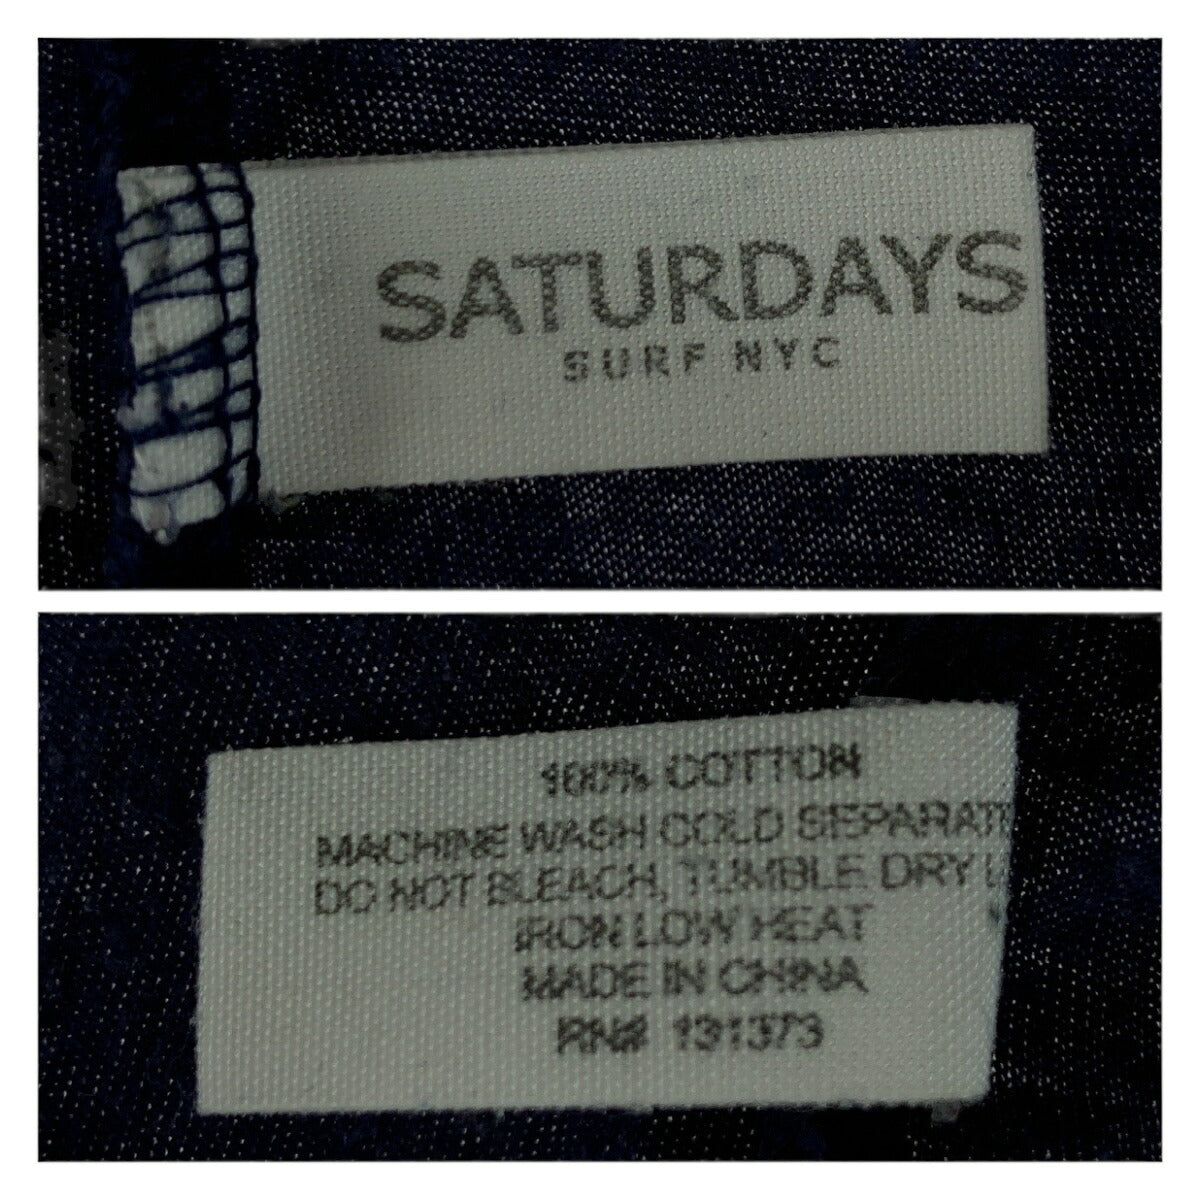 SATURDAYS
SURF NYC
100% COTTON
MACHINE WASH COLD SEPARAT
DO NOT BLEACH, TUMBLE DRY L
IRON LOW HEAT
MADE IN CHINA
RN# 131373